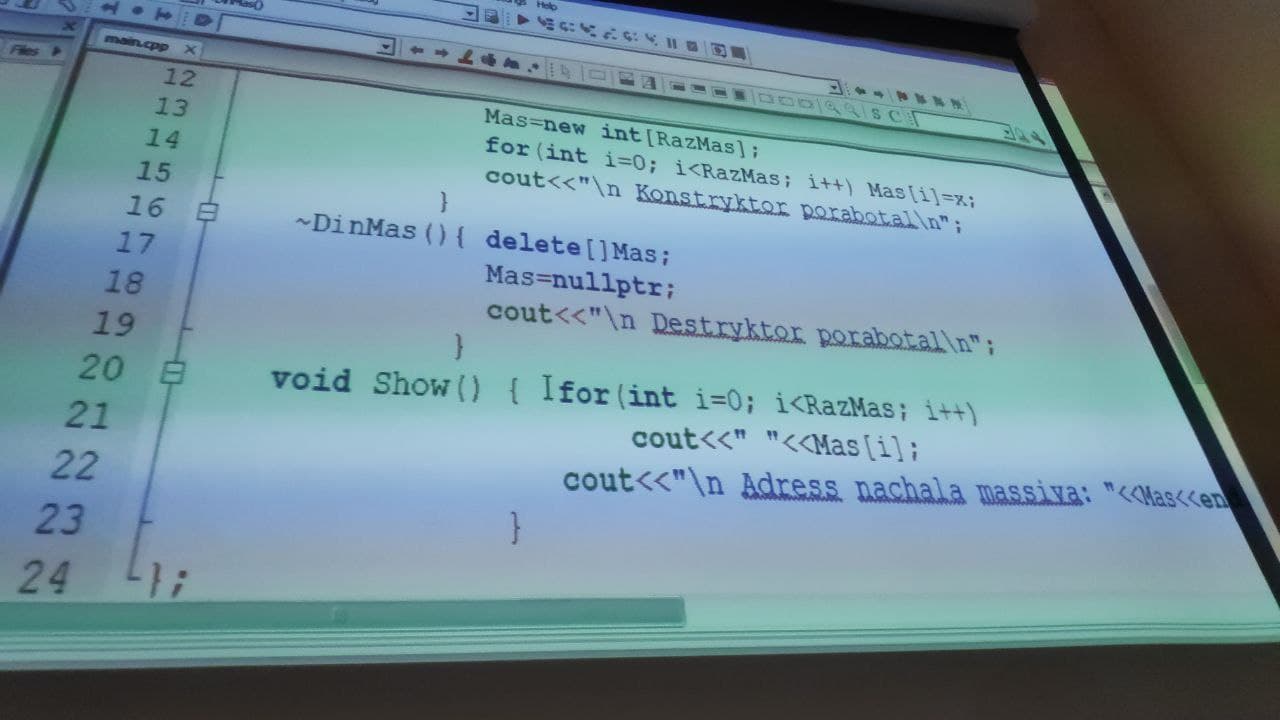 Help
Files
main.cpp
12
13 Mas=new int[RazMas];
14 for(int i=0; i<RazMas; i++) Mas[i]=x;
15 cout<<"\n Konstryktor porabotal\n";
}
16 ~DinMas(){ delete[]Mas;
17 Mas=nullptr;
18 cout<<"\n Destryktor porabotal\n";
19 }
20 void Show() { for(int i=0; i<RazMas; i++)
21 cout<<" "<<Mas[i];
22 cout<<"\n Adress nachala massiva: "<<Mas<<en
23 }
24 };
S C